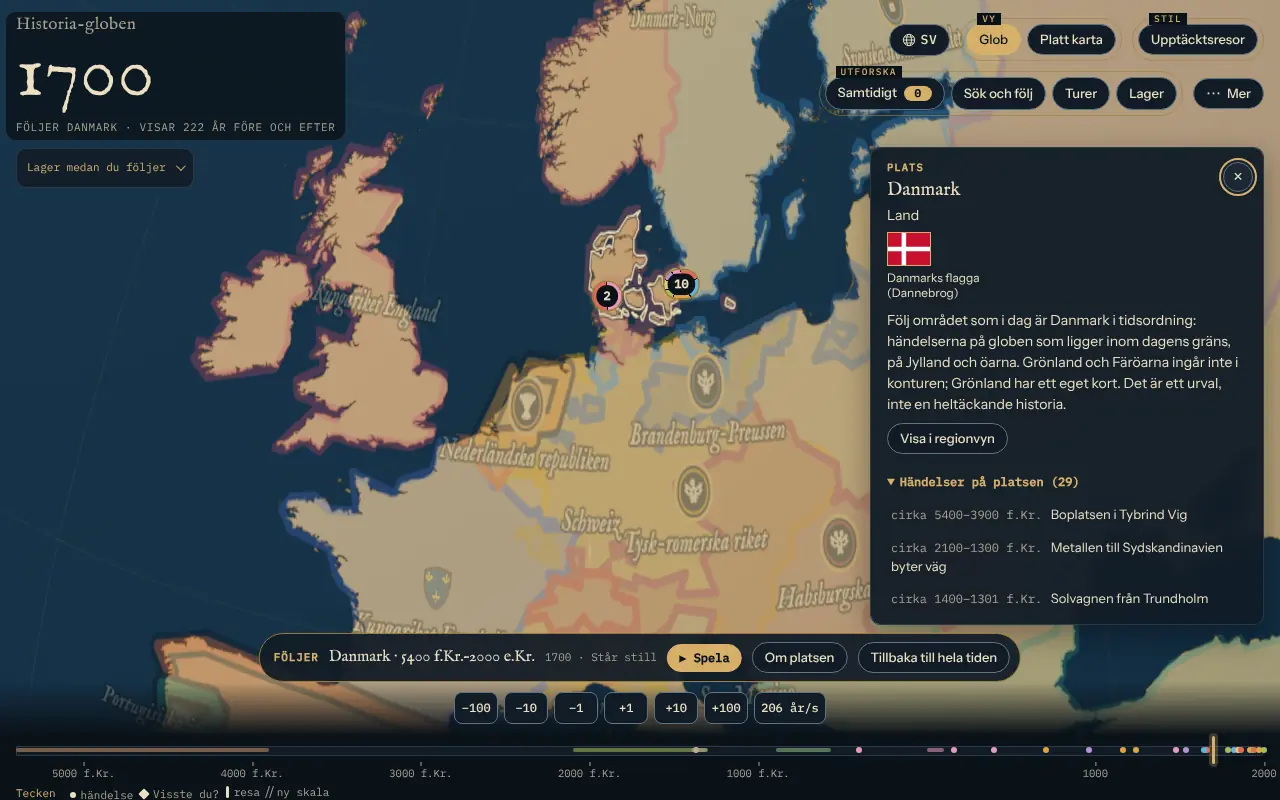 Historia-globen
1700
FÖLJER DANMARK · VISAR 222 ÅR FÖRE OCH EFTER
Lager medan du följer
SV
VY
Glob
Platt karta
STIL
Upptäcktsresor
UTFORSKA
Samtidigt 0
Sök och följ
Turer
Lager
··· Mer
Danmark-Norge
Kungariket England
2
10
Nederländska republiken
Brandenburg-Preussen
Schweiz
Tysk-romerska riket
Habsburgska
PLATS
Danmark
×
Land
Danmarks flagga
(Dannebrog)
Följ området som i dag är Danmark i tidsordning:
händelserna på globen som ligger inom dagens gräns,
på Jylland och öarna. Grönland och Färöarna ingår inte i
konturen; Grönland har ett eget kort. Det är ett urval,
inte en heltäckande historia.
Visa i regionvyn
▼ Händelser på platsen (29)
cirka 5400–3900 f.Kr. Boplatsen i Tybrind Vig
cirka 2100–1300 f.Kr. Metallen till Sydskandinavien
byter väg
cirka 1400–1301 f.Kr. Solvagnen från Trundholm
FÖLJER Danmark · 5400 f.Kr.–2000 e.Kr. 1700 · Står still
▶ Spela
Om platsen
Tillbaka till hela tiden
−100
−10
−1
+1
+10
+100
206 år/s
5000 f.Kr.
4000 f.Kr.
3000 f.Kr.
2000 f.Kr.
1000 f.Kr.
1000
2000
Tecken
händelse
Visste du?
resa
// ny skala